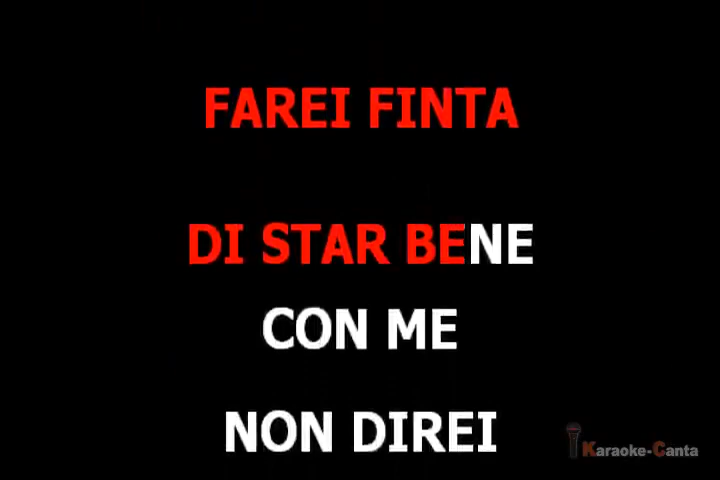 FAREI FINTA
DI STAR BENE
CON ME
NON DIREI
Karaoke-Canta